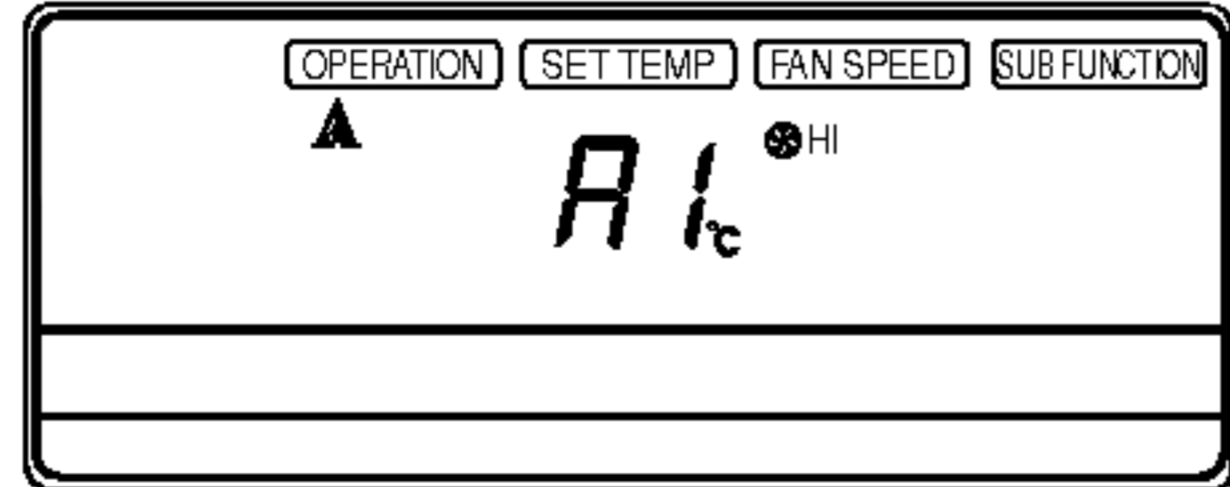 OPERATION SET TEMP FAN SPEED SUB FUNCTION
A HI
A1°C